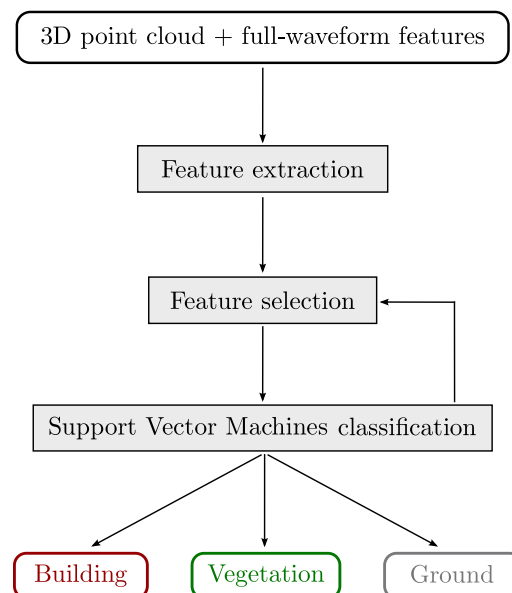 3D point cloud + full-waveform features
Feature extraction
Feature selection
Support Vector Machines classification
Building
Vegetation
Ground